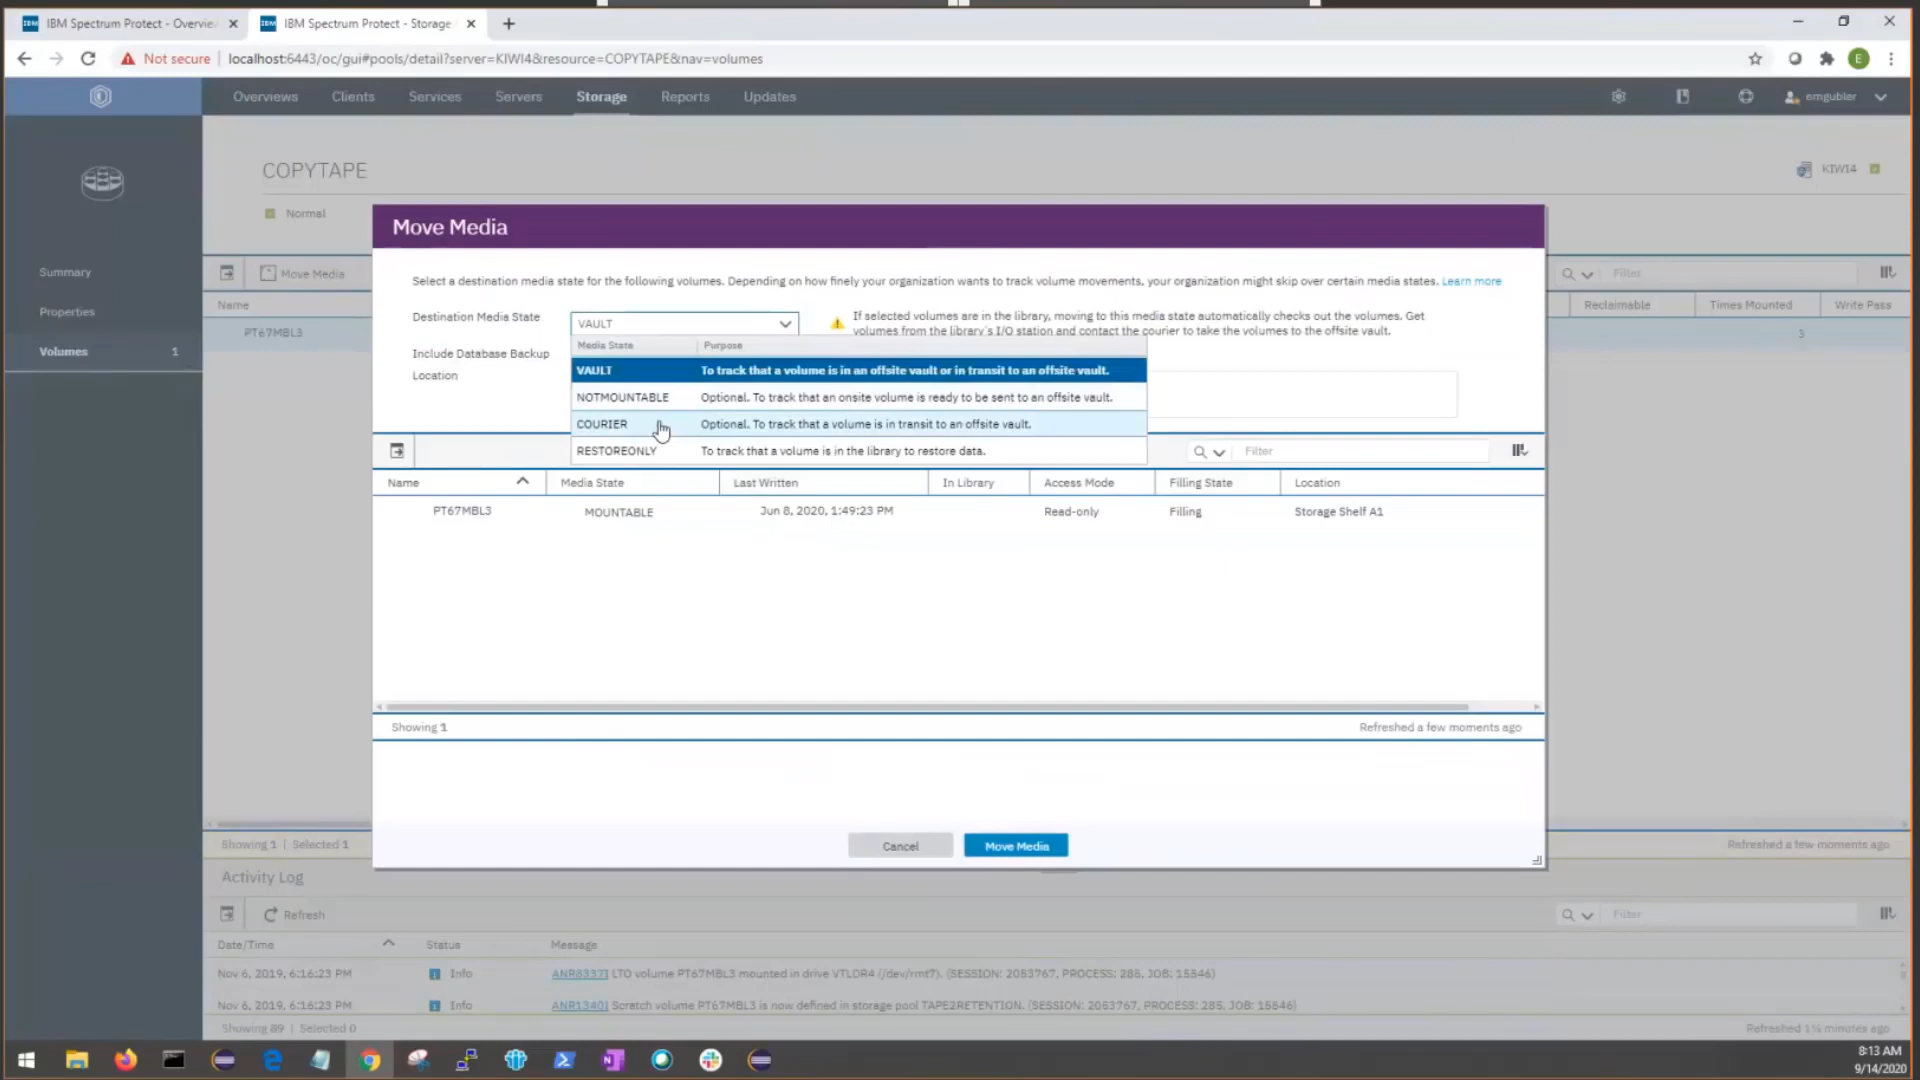 IBM Spectrum Protect - Overvie
IBM Spectrum Protect - Storage
Not secure
localhost:6443/oc/gui#pools/detail?server=KIWI4&resource=COPYTAPE&nav=volumes
E
Overviews
Clients
Services
Servers
Storage
Reports
Updates
emgubler
COPYTAPE
KIWI4
Normal
Summary
Properties
Volumes 1
Move Media
Filter
Name
Reclaimable
Times Mounted
Write Pass
PT67MBL3
3
Move Media
Select a destination media state for the following volumes. Depending on how finely your organization wants to track volume movements, your organization might skip over certain media states. Learn more
Destination Media State
VAULT
If selected volumes are in the library, moving to this media state automatically checks out the volumes. Get
volumes from the library's I/O station and contact the courier to take the volumes to the offsite vault.
Include Database Backup
Location
Media State Purpose
VAULT To track that a volume is in an offsite vault or in transit to an offsite vault.
NOTMOUNTABLE Optional. To track that an onsite volume is ready to be sent to an offsite vault.
COURIER Optional. To track that a volume is in transit to an offsite vault.
RESTOREONLY To track that a volume is in the library to restore data.
Filter
Name Media State Last Written In Library Access Mode Filling State Location
PT67MBL3 MOUNTABLE Jun 8, 2020, 1:49:23 PM Read-only Filling Storage Shelf A1
Showing 1
Refreshed a few moments ago
Cancel
Move Media
Showing 1 | Selected 1
Refreshed a few moments ago
Activity Log
Refresh
Filter
Date/Time Status Message
Nov 6, 2019, 6:16:23 PM Info ANR8337I LTO volume PT67MBL3 mounted in drive VTLDR4 (/dev/rmt7). (SESSION: 2053767, PROCESS: 285, JOB: 15546)
Nov 6, 2019, 6:16:23 PM Info ANR1340I Scratch volume PT67MBL3 is now defined in storage pool TAPE2RETENTION. (SESSION: 2053767, PROCESS: 285, JOB: 15546)
Showing 89 | Selected 0
Refreshed 1½ minutes ago
8:13 AM
9/14/2020